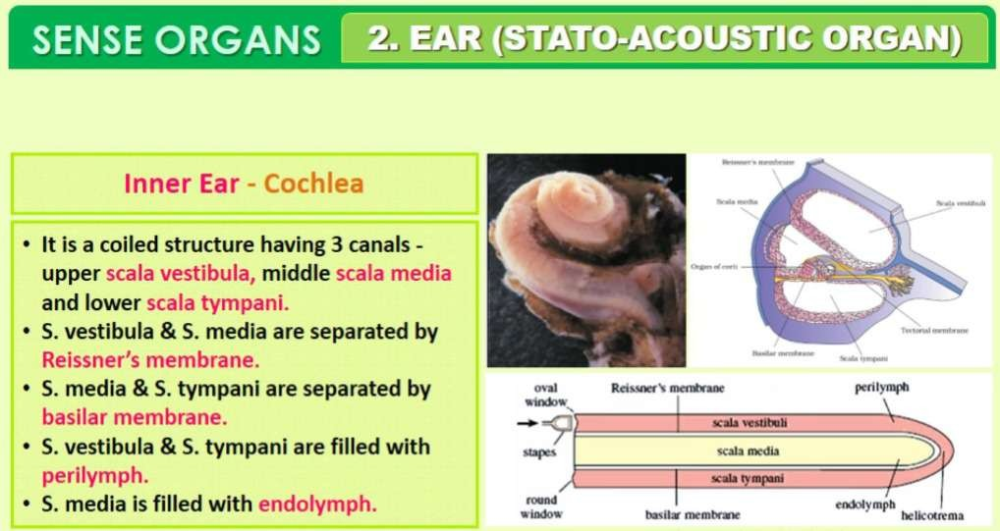 SENSE ORGANS
2. EAR (STATO-ACOUSTIC ORGAN)
Inner Ear - Cochlea
• It is a coiled structure having 3 canals -
upper scala vestibula, middle scala media
and lower scala tympani.
• S. vestibula & S. media are separated by
Reissner’s membrane.
• S. media & S. tympani are separated by
basilar membrane.
• S. vestibula & S. tympani are filled with
perilymph.
• S. media is filled with endolymph.
Reissner's membrane
Scala media
Scala vestibuli
Organ of corti
Tectorial membrane
Basilar membrane
Scala tympani
oval
window
Reissner's membrane
perilymph
scala vestibuli
stapes
scala media
scala tympani
round
window
basilar membrane
endolymph
helicotrema